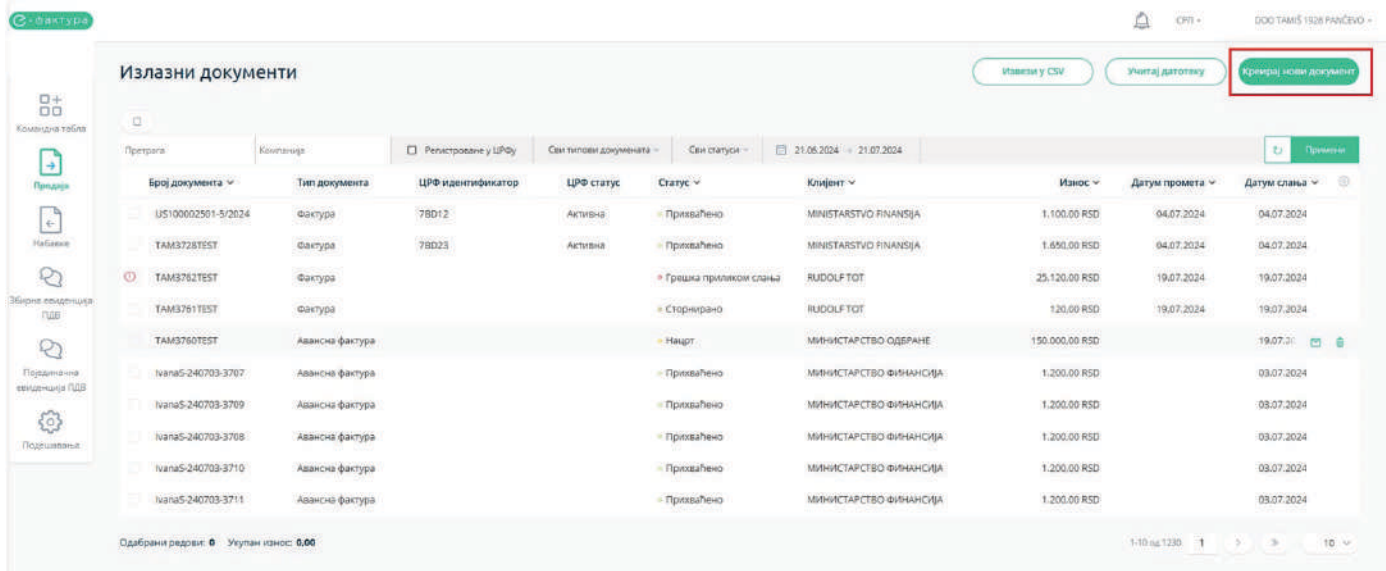 е-Фактура
СРП
DOO TAMIŠ 1928 PANČEVO
Излазни документи
Извези у CSV
Учитај датотеку
Креирај нови документ
Командна табла
Продаја
Набавке
Збирна евиденција ПДВ
Појединачна евиденција ПДВ
Подешавања
Претрага Компанија Регистроване у ЦРФу Сви типови докумената Сви статуси 21.06.2024 21.07.2024 Примени
Број документа Тип документа ЦРФ идентификатор ЦРФ статус Статус Клијент Износ Датум промета Датум слања
US100002501-5/2024 Фактура 7BD12 Активна Прихваћено MINISTARSTVO FINANSIJA 1.100,00 RSD 04.07.2024 04.07.2024
TAM3728TEST Фактура 7BD23 Активна Прихваћено MINISTARSTVO FINANSIJA 1.650,00 RSD 04.07.2024 04.07.2024
TAM3762TEST Фактура Грешка приликом слања RUDOLF TOT 25.120,00 RSD 19.07.2024 19.07.2024
TAM3761TEST Фактура Сторнирано RUDOLF TOT 120,00 RSD 19.07.2024 19.07.2024
TAM3760TEST Авансна фактура Нацрт МИНИСТАРСТВО ОДБРАНЕ 150.000,00 RSD 19.07.20
IvanaS-240703-3707 Авансна фактура Прихваћено МИНИСТАРСТВО ФИНАНСИЈА 1.200,00 RSD 03.07.2024
IvanaS-240703-3709 Авансна фактура Прихваћено МИНИСТАРСТВО ФИНАНСИЈА 1.200,00 RSD 03.07.2024
IvanaS-240703-3708 Авансна фактура Прихваћено МИНИСТАРСТВО ФИНАНСИЈА 1.200,00 RSD 03.07.2024
IvanaS-240703-3710 Авансна фактура Прихваћено МИНИСТАРСТВО ФИНАНСИЈА 1.200,00 RSD 03.07.2024
IvanaS-240703-3711 Авансна фактура Прихваћено МИНИСТАРСТВО ФИНАНСИЈА 1.200,00 RSD 03.07.2024
Одабрани редови: 0 Укупан износ: 0,00
1-10 од 1230 1 10